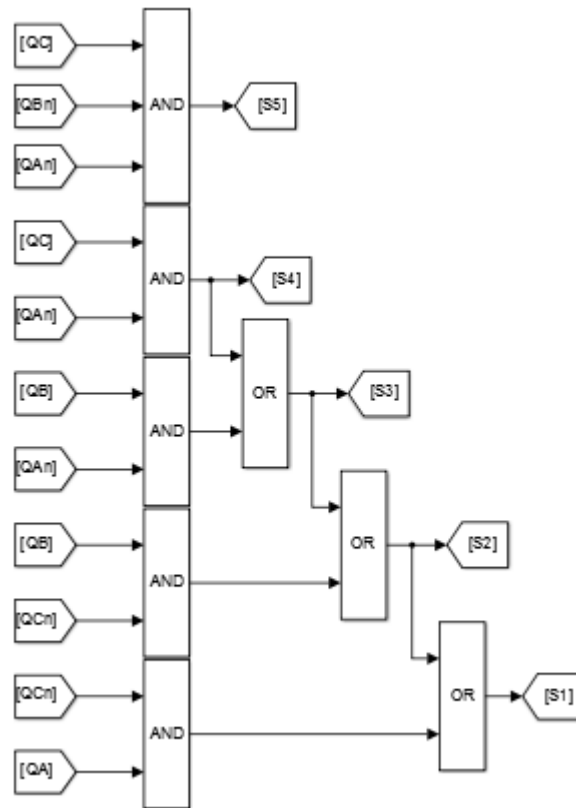 [QC]
[QBn]
AND
[S5]
[QAn]
[QC]
AND
[S4]
[QAn]
[QB]
OR
[S3]
AND
[QAn]
[QB]
OR
[S2]
AND
[QCn]
[QCn]
OR
[S1]
AND
[QA]